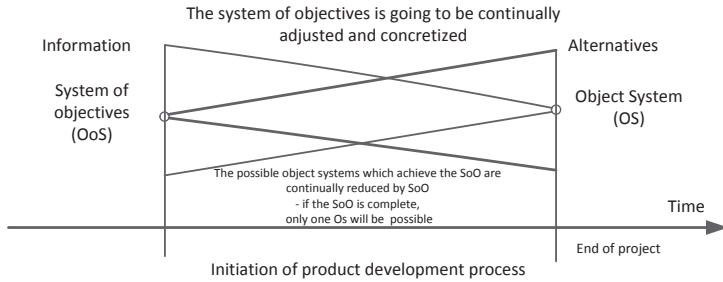 The system of objectives is going to be continually
adjusted and concretized
Information
Alternatives
System of
objectives
(OoS)
Object System
(OS)
The possible object systems which achieve the SoO are
continually reduced by SoO
- if the SoO is complete,
only one Os will be possible
Time
End of project
Initiation of product development process